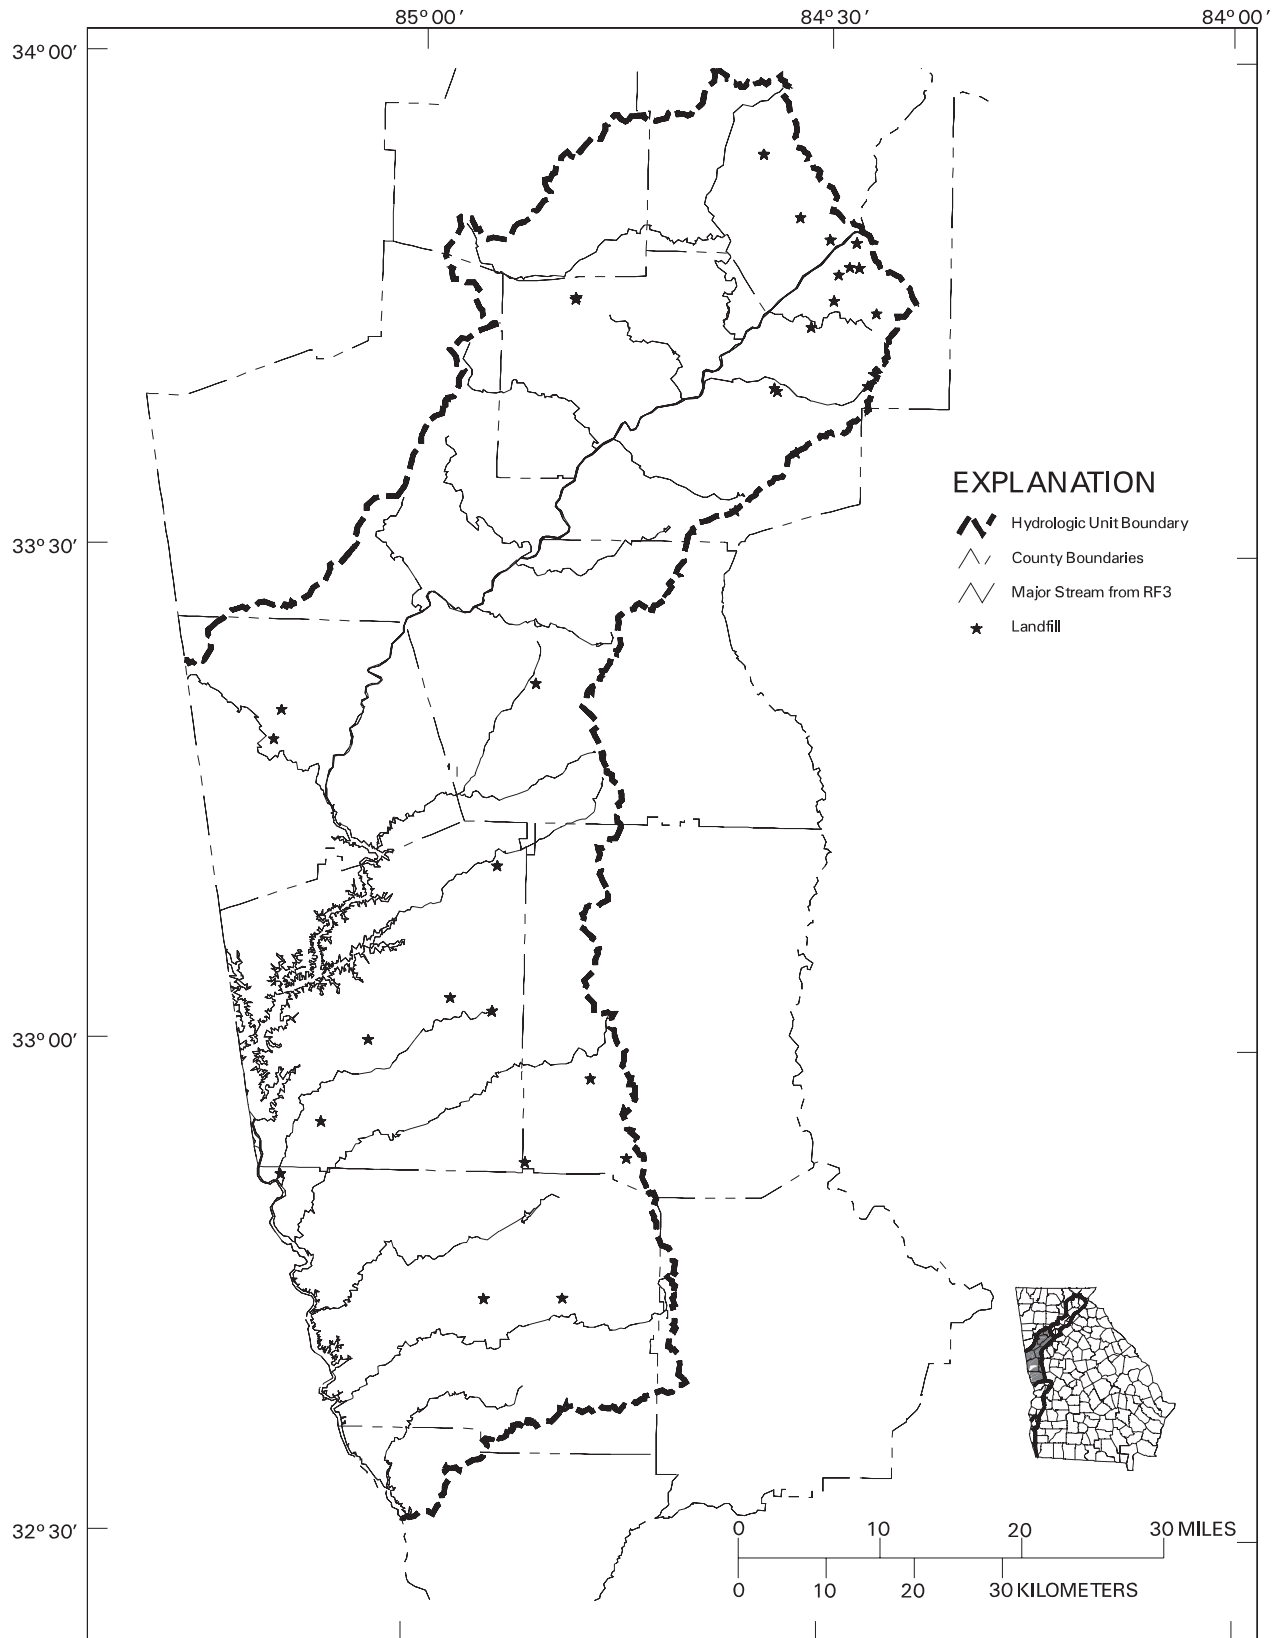 85° 00′ 84° 30′ 84° 00′
34° 00′
EXPLANATION
Hydrologic Unit Boundary
33° 30′
County Boundaries
Major Stream from RF3
Landfill
33° 00′
32° 30′
0 10 20 30 MILES
0 10 20 30 KILOMETERS